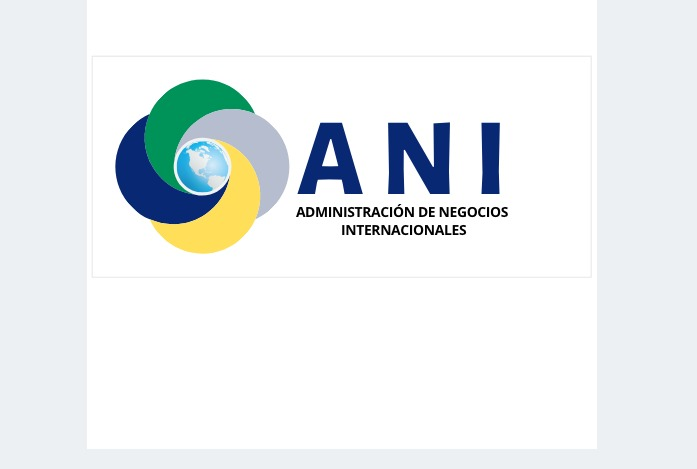 ANI
ADMINISTRACIÓN DE NEGOCIOS
INTERNACIONALES